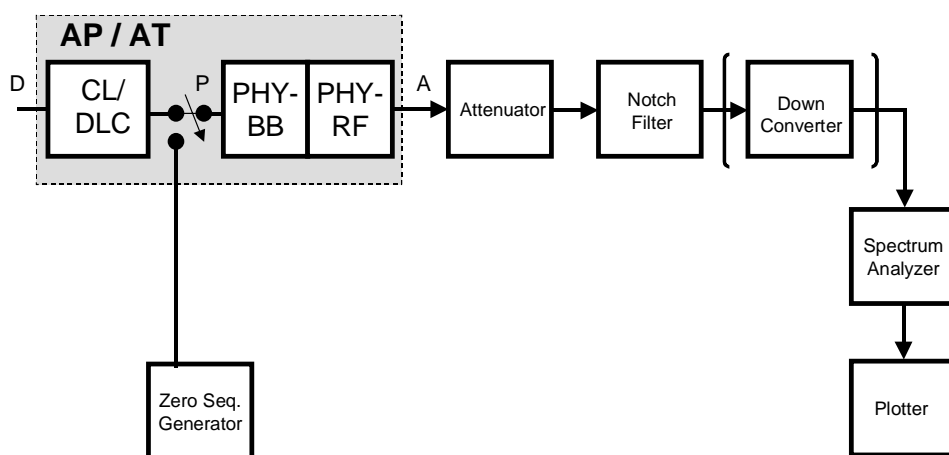 AP / AT
D
CL/
DLC
P
PHY-
BB
PHY-
RF
A
Attenuator
Notch
Filter
Down
Converter
Spectrum
Analyzer
Zero Seq.
Generator
Plotter